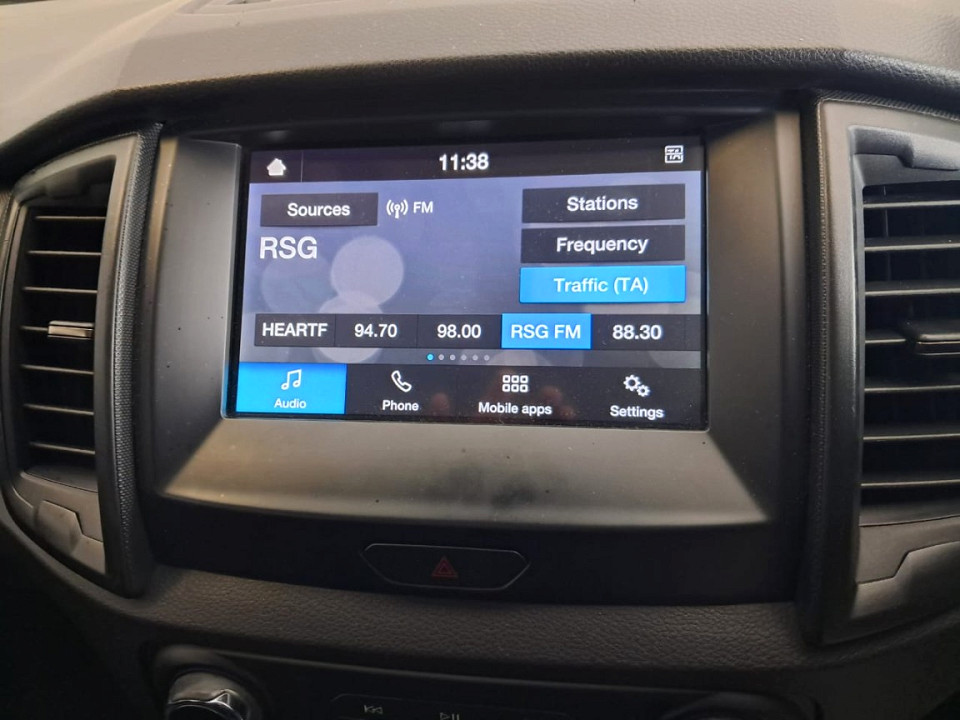 11:38
TA
Sources FM Stations
RSG Frequency
Traffic (TA)
HEARTF 94.70 98.00 RSG FM 88.30
Audio Phone Mobile apps Settings